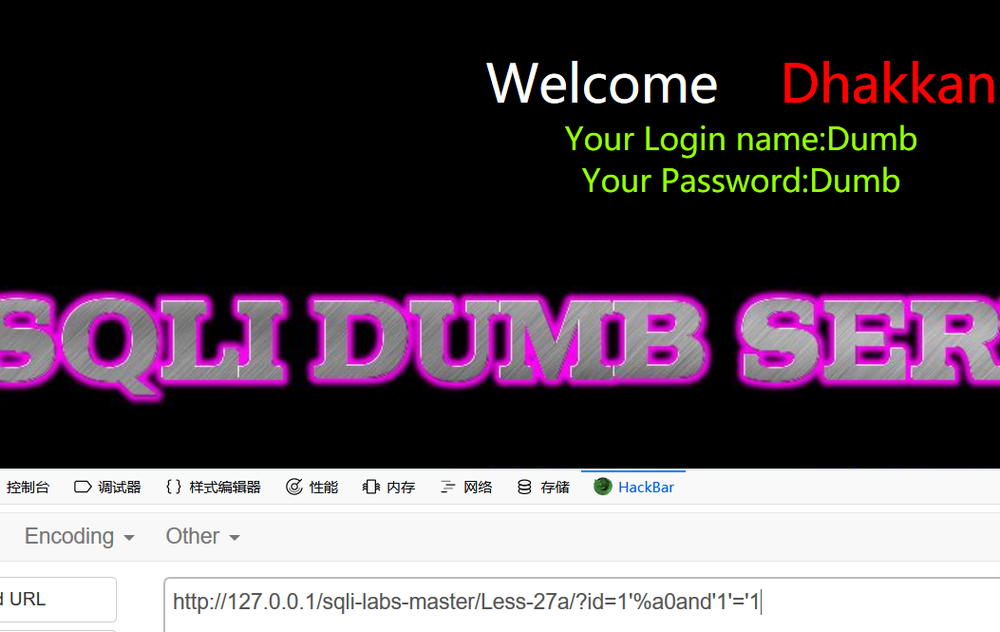 Welcome Dhakkan
Your Login name:Dumb
Your Password:Dumb
SQLI DUMB SER
控制台 调试器 { } 样式编辑器 性能 内存 网络 存储 HackBar
Encoding Other
d URL
http://127.0.0.1/sqli-labs-master/Less-27a/?id=1'%a0and'1'='1